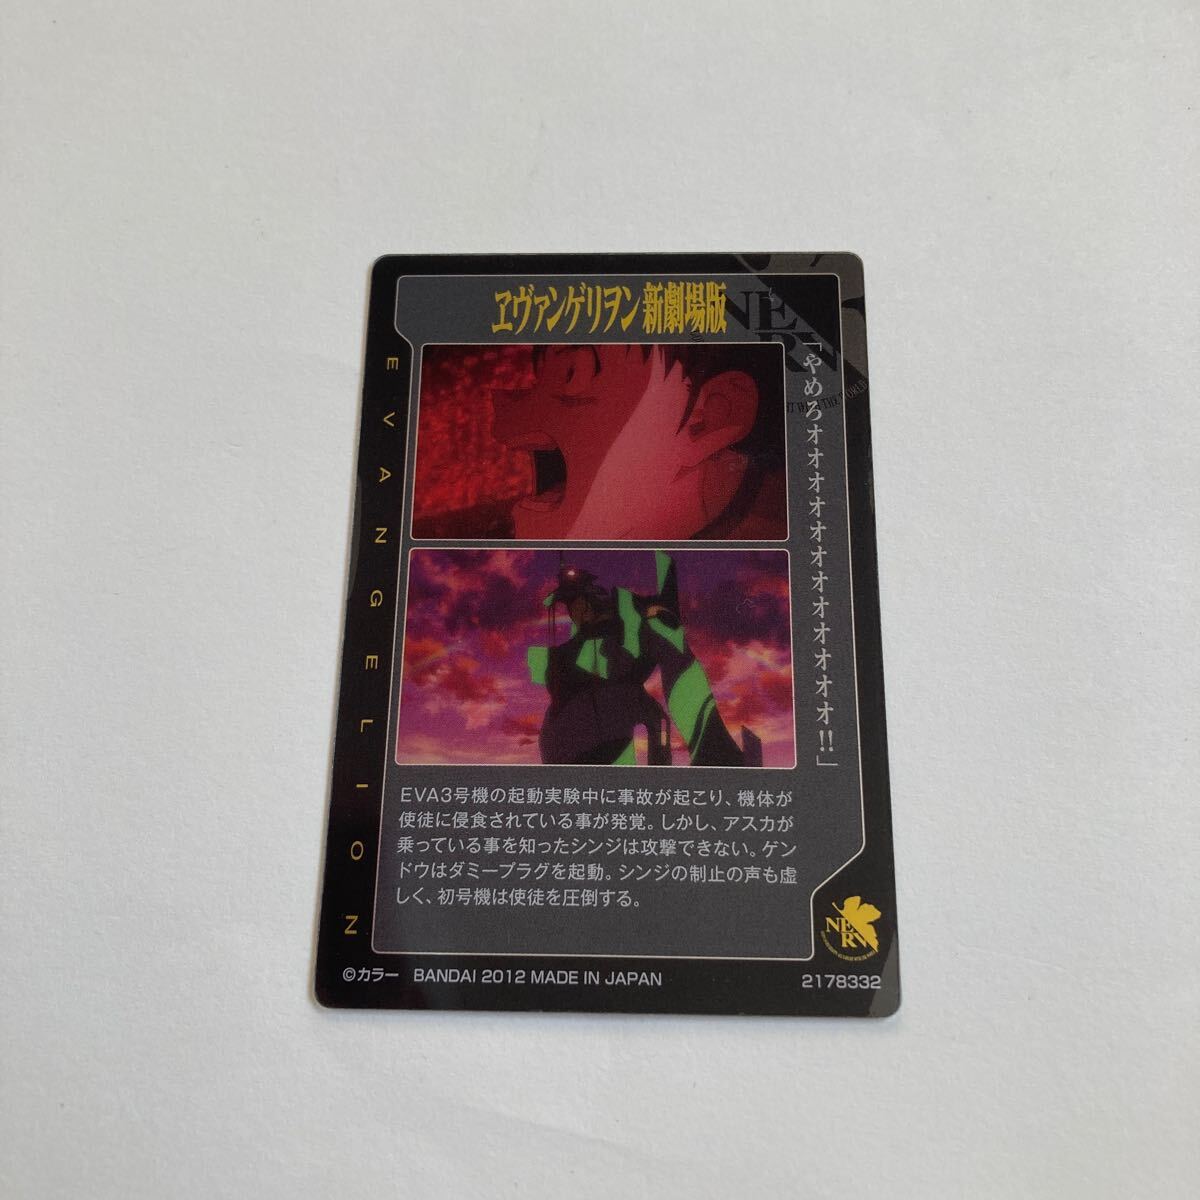 ヱヴァンゲリヲン新劇場版
EVANGELION
「やめろオオオオオオオオオオオオ!!」
EVA3号機の起動実験中に事故が起こり、機体が
使徒に侵食されている事が発覚。しかし、アスカが
乗っている事を知ったシンジは攻撃できない。ゲン
ドウはダミープラグを起動。シンジの制止の声も虚
しく、初号機は使徒を圧倒する。
NERV
©カラー BANDAI 2012 MADE IN JAPAN
2178332